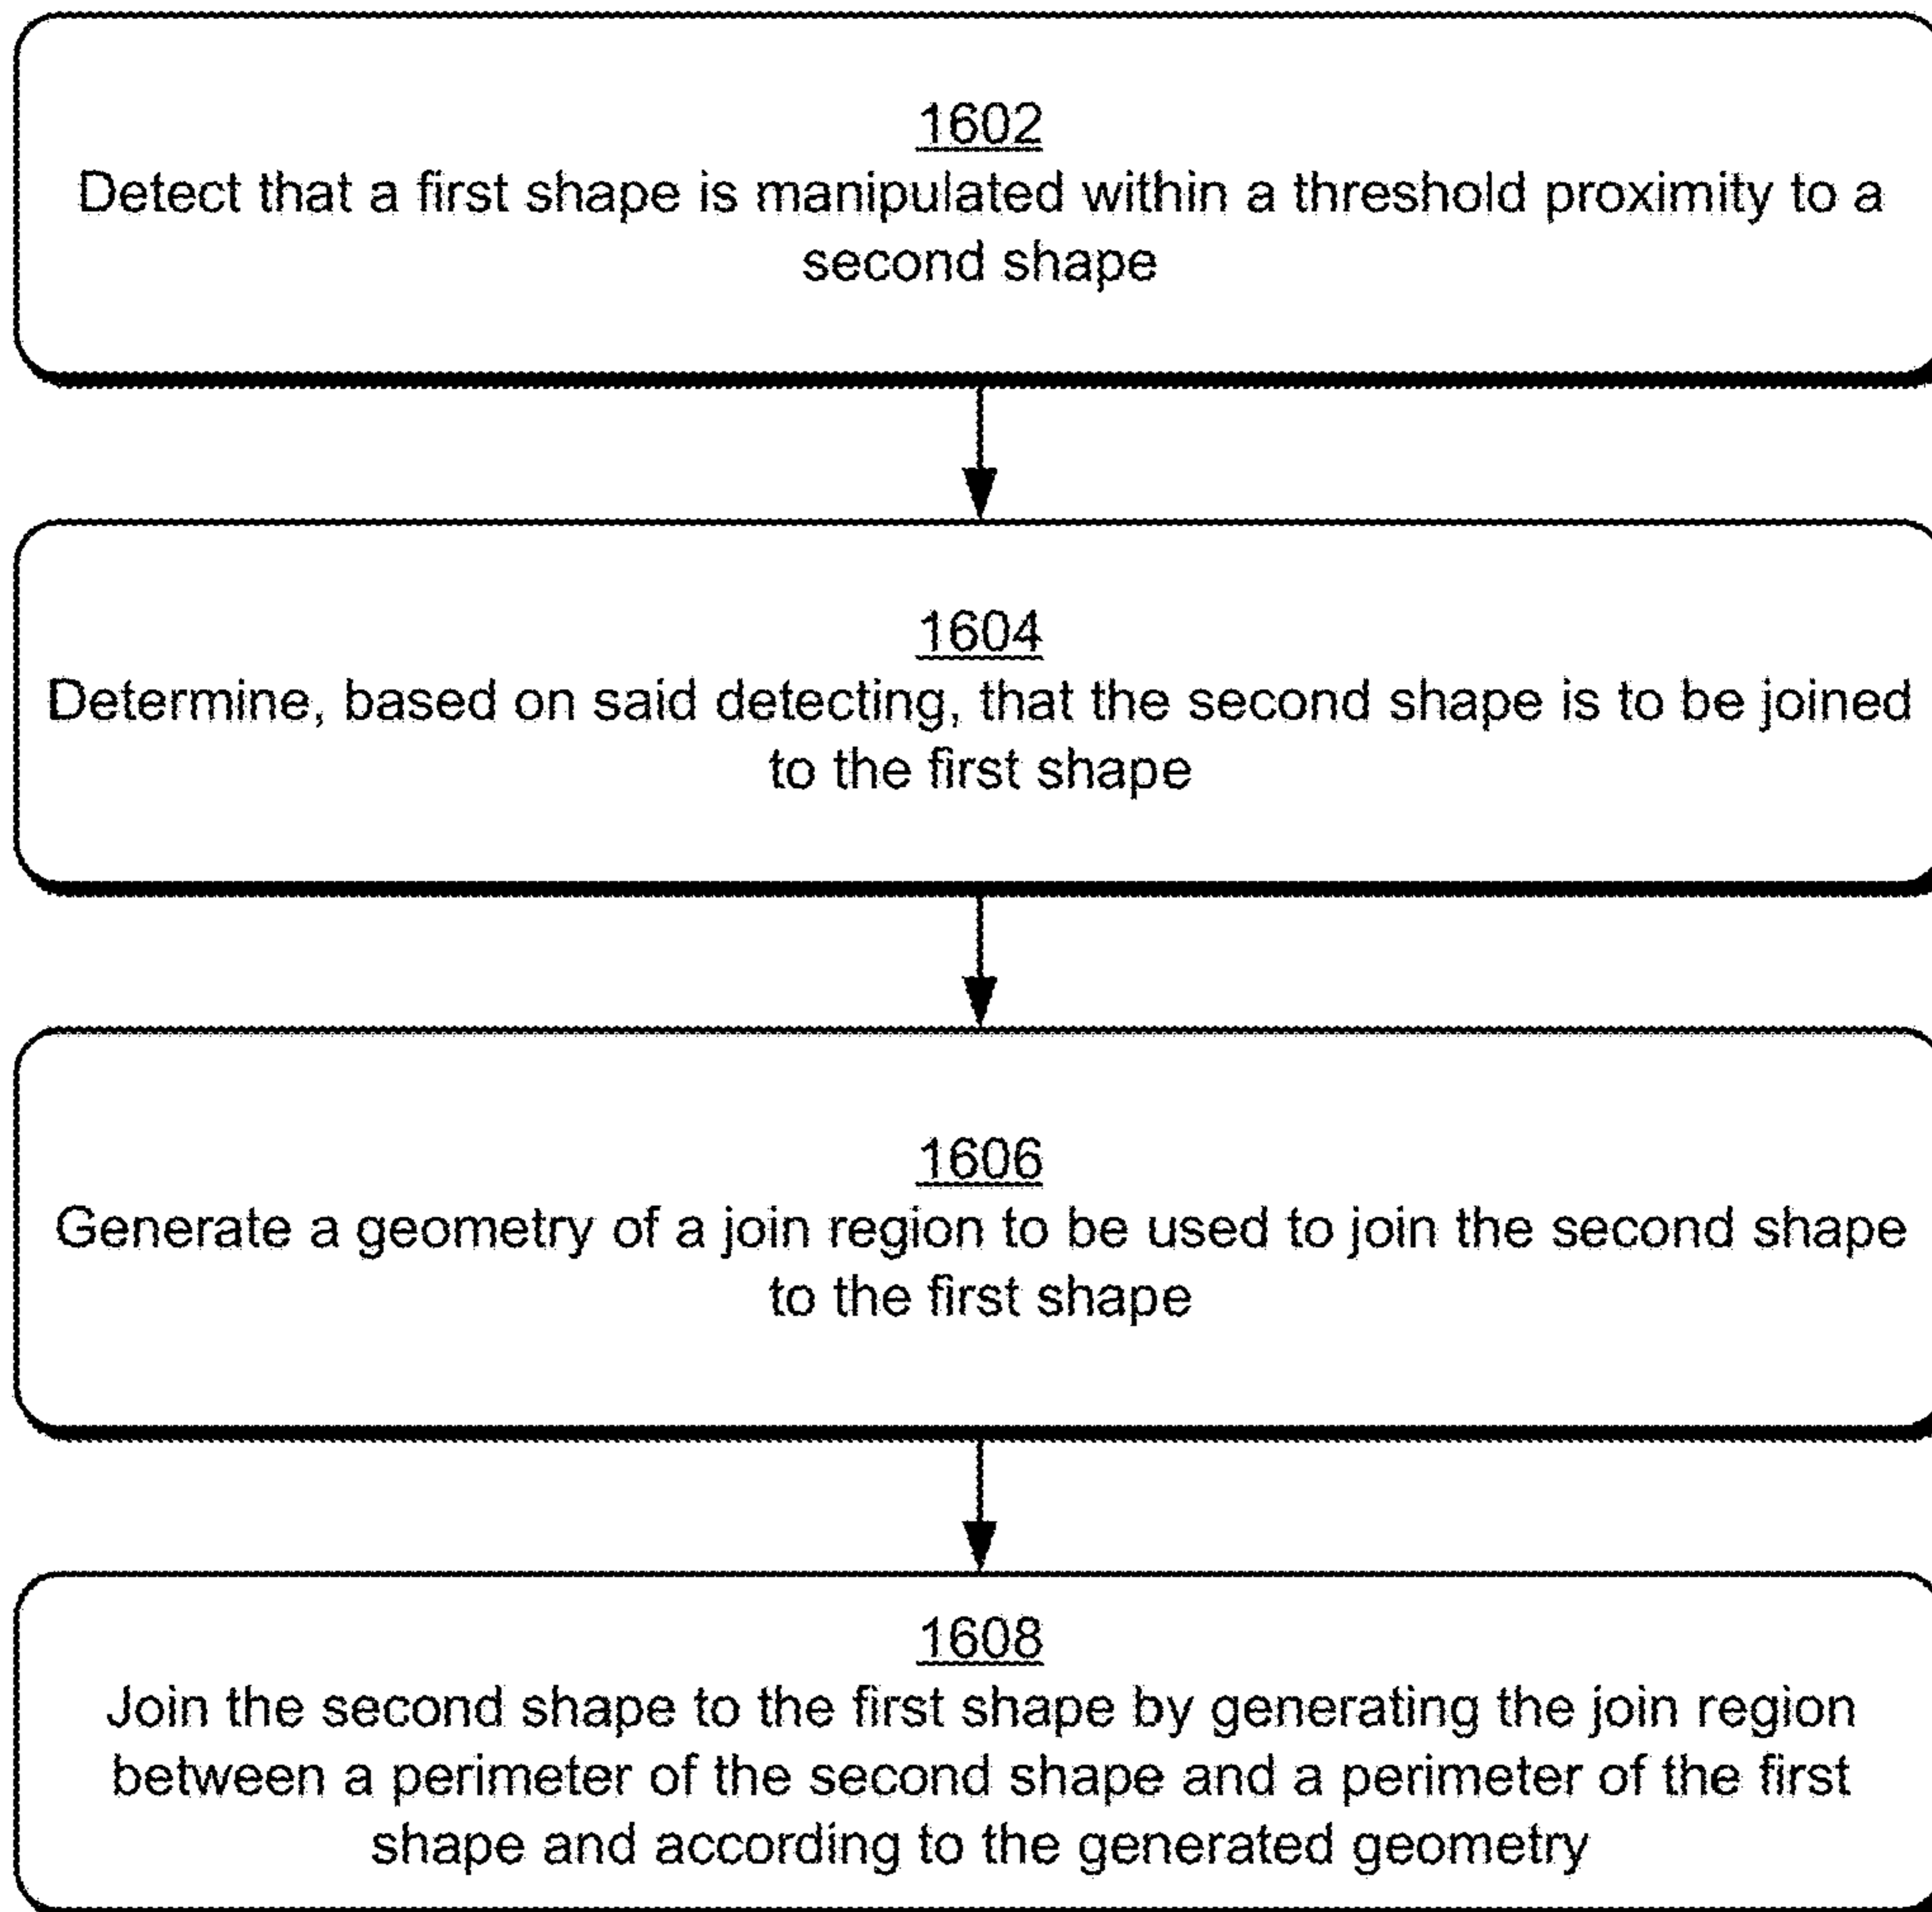 1602
Detect that a first shape is manipulated within a threshold proximity to a
second shape
1604
Determine, based on said detecting, that the second shape is to be joined
to the first shape
1606
Generate a geometry of a join region to be used to join the second shape
to the first shape
1608
Join the second shape to the first shape by generating the join region
between a perimeter of the second shape and a perimeter of the first
shape and according to the generated geometry